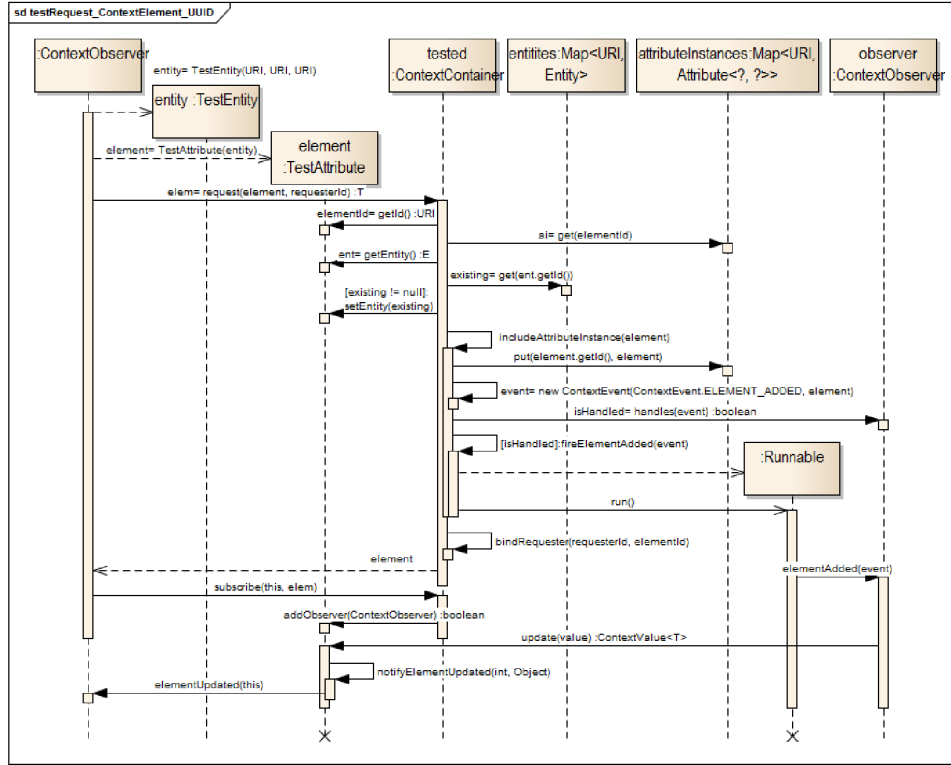 sd testRequest_ContextElement_UUID
:ContextObserver
tested
:ContextContainer
entitites:Map<URI,
Entity>
attributeInstances:Map<URI,
Attribute<?, ?>>
observer
:ContextObserver
entity= TestEntity(URI, URI, URI)
entity :TestEntity
element= TestAttribute(entity)
element
:TestAttribute
elem= request(element, requesterId) :T
elementId= getId() :URI
ai= get(elementId)
ent= getEntity() :E
existing= get(ent.getId())
[existing != null]:
setEntity(existing)
includeAttributeInstance(element)
put(element.getId(), element)
event= new ContextEvent(ContextEvent.ELEMENT_ADDED, element)
isHandled= handles(event) :boolean
[isHandled]:fireElementAdded(event)
:Runnable
run()
bindRequester(requesterId, elementId)
element
elementAdded(event)
subscribe(this, elem)
addObserver(ContextObserver) :boolean
update(value) :ContextValue<T>
notifyElementUpdated(int, Object)
elementUpdated(this)